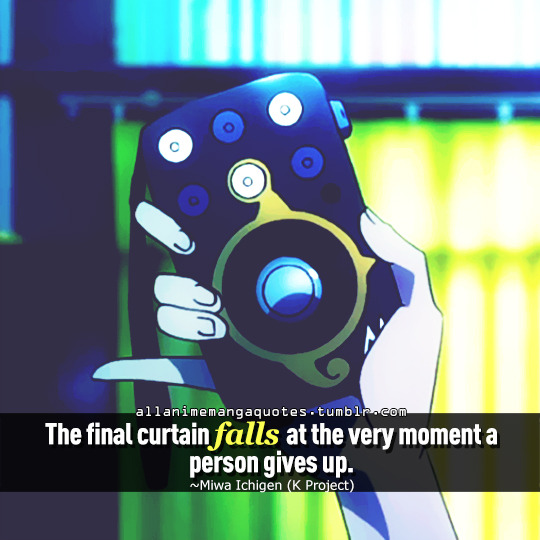 allanimemangaquotes.tumblr.com
The final curtain falls at the very moment a
person gives up.
~Miwa Ichigen (K Project)